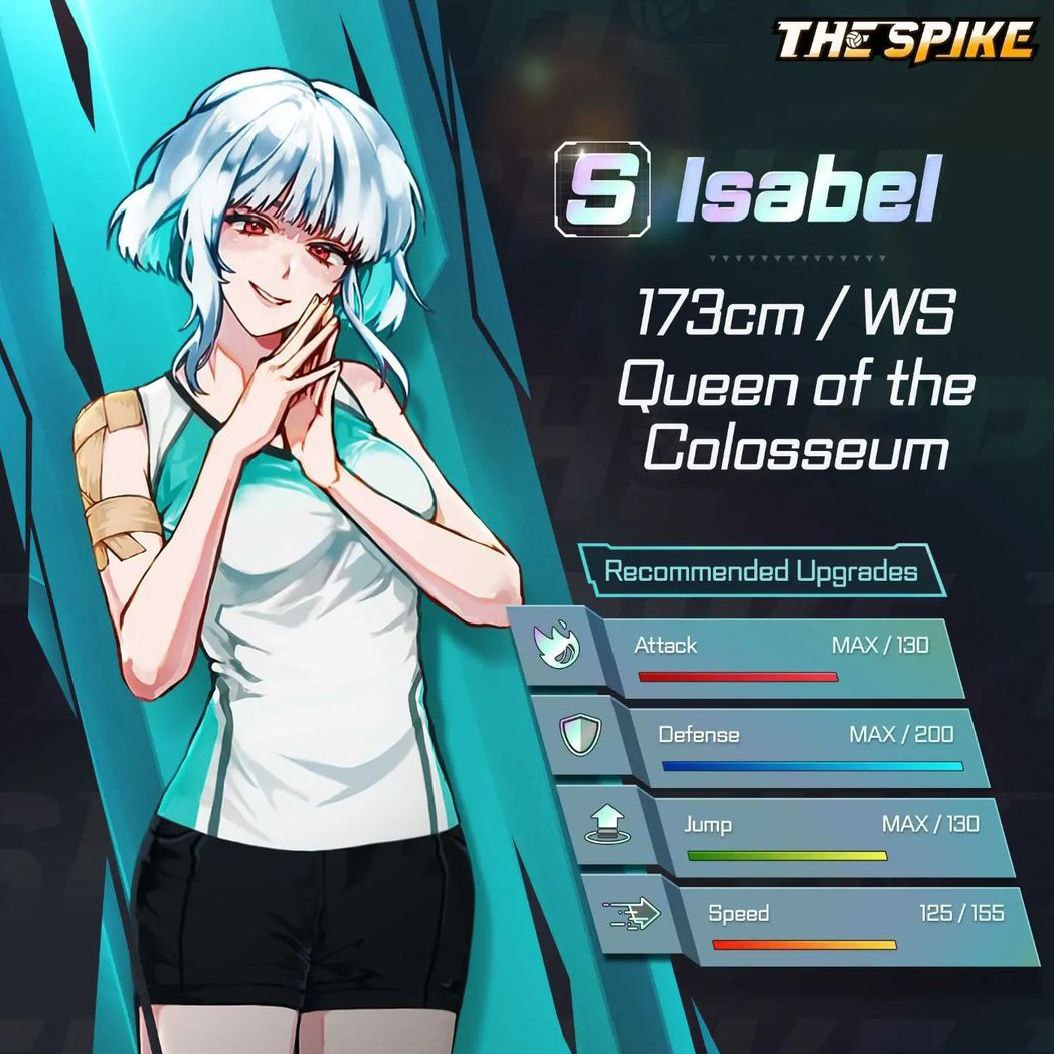 THE SPIKE
S Isabel
173cm / WS
Queen of the
Colosseum
Recommended Upgrades
Attack MAX / 130
Defense MAX / 200
Jump MAX / 130
Speed 125 / 155